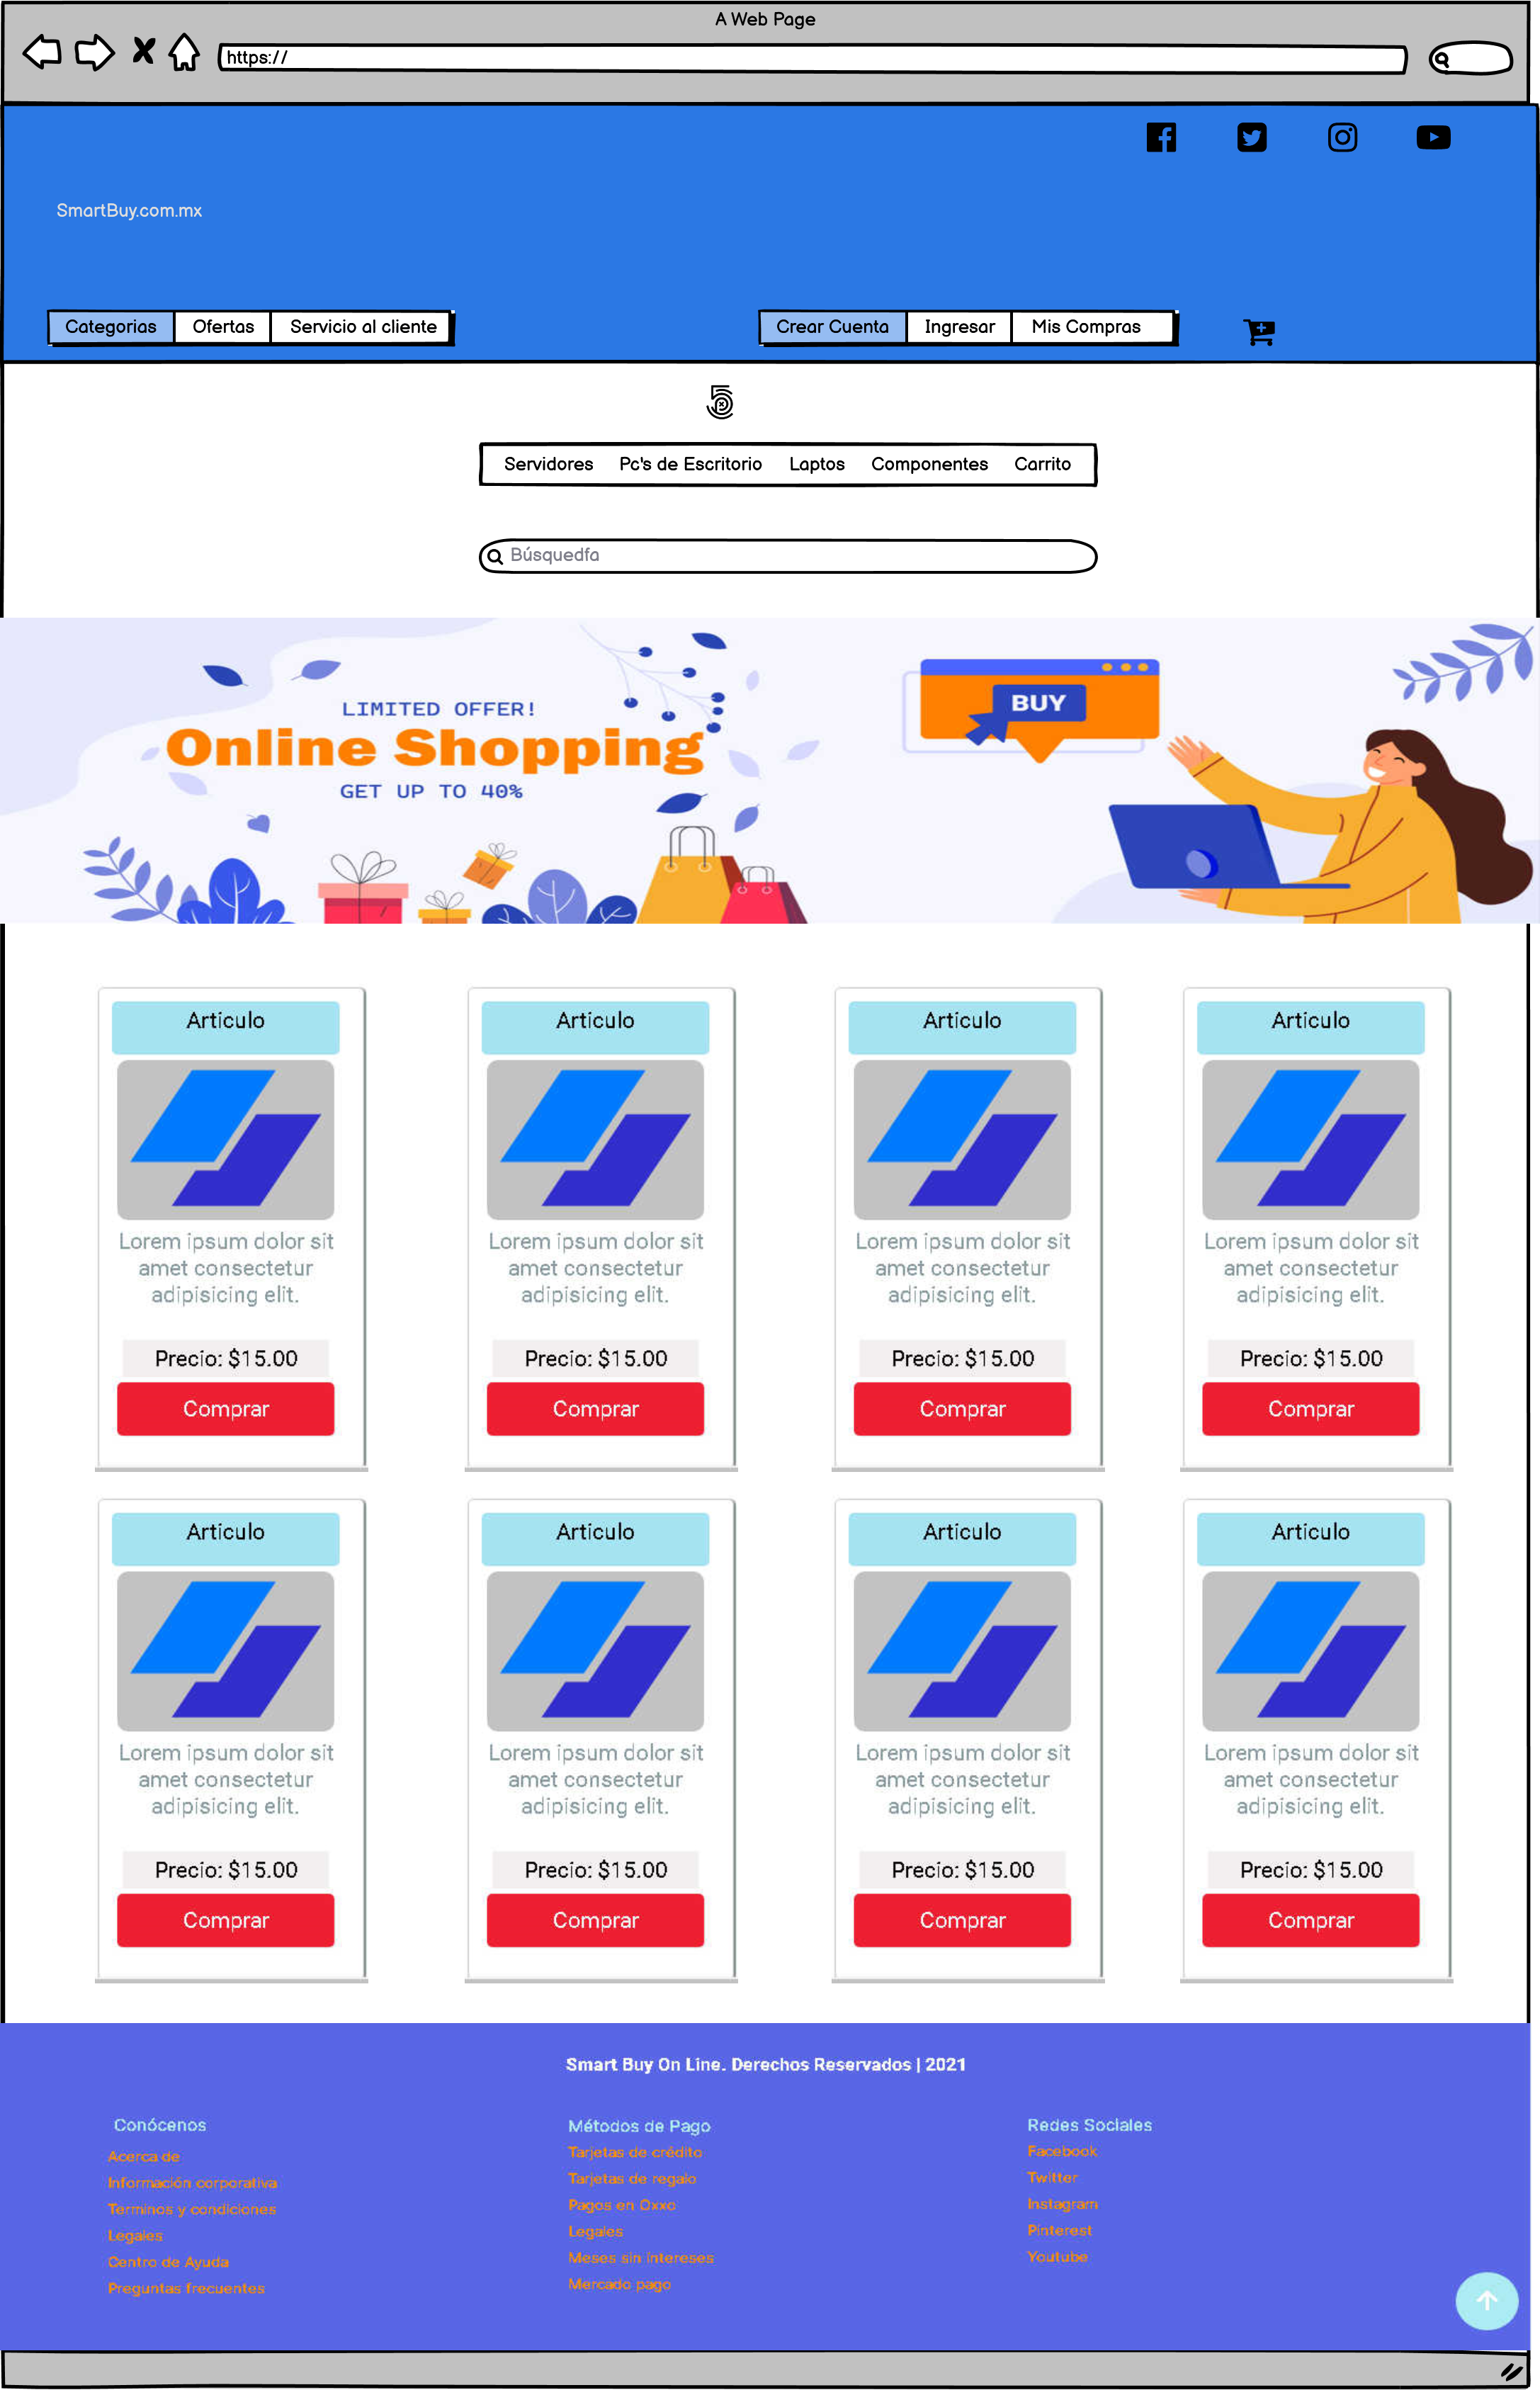 A Web Page
https://
SmartBuy.com.mx
Categorias Ofertas Servicio al cliente
Crear Cuenta Ingresar Mis Compras
Servidores Pc's de Escritorio Laptos Componentes Carrito
Búsquedfa
LIMITED OFFER!
Online Shopping
GET UP TO 40%
BUY
Articulo Articulo Articulo Articulo
Lorem ipsum dolor sit Lorem ipsum dolor sit Lorem ipsum dolor sit Lorem ipsum dolor sit
amet consectetur amet consectetur amet consectetur amet consectetur
adipisicing elit. adipisicing elit. adipisicing elit. adipisicing elit.
Precio: $15.00 Precio: $15.00 Precio: $15.00 Precio: $15.00
Comprar Comprar Comprar Comprar
Articulo Articulo Articulo Articulo
Lorem ipsum dolor sit Lorem ipsum dolor sit Lorem ipsum dolor sit Lorem ipsum dolor sit
amet consectetur amet consectetur amet consectetur amet consectetur
adipisicing elit. adipisicing elit. adipisicing elit. adipisicing elit.
Precio: $15.00 Precio: $15.00 Precio: $15.00 Precio: $15.00
Comprar Comprar Comprar Comprar
Smart Buy On Line. Derechos Reservados | 2021
Conócenos
Acerca de
Información corporativa
Terminos y condiciones
Legales
Centro de Ayuda
Preguntas frecuentes
Métodos de Pago
Tarjetas de crédito
Tarjetas de regalo
Pagos en Oxxo
Legales
Meses sin intereses
Mercado pago
Redes Sociales
Facebook
Twitter
Instagram
Pinterest
Youtube